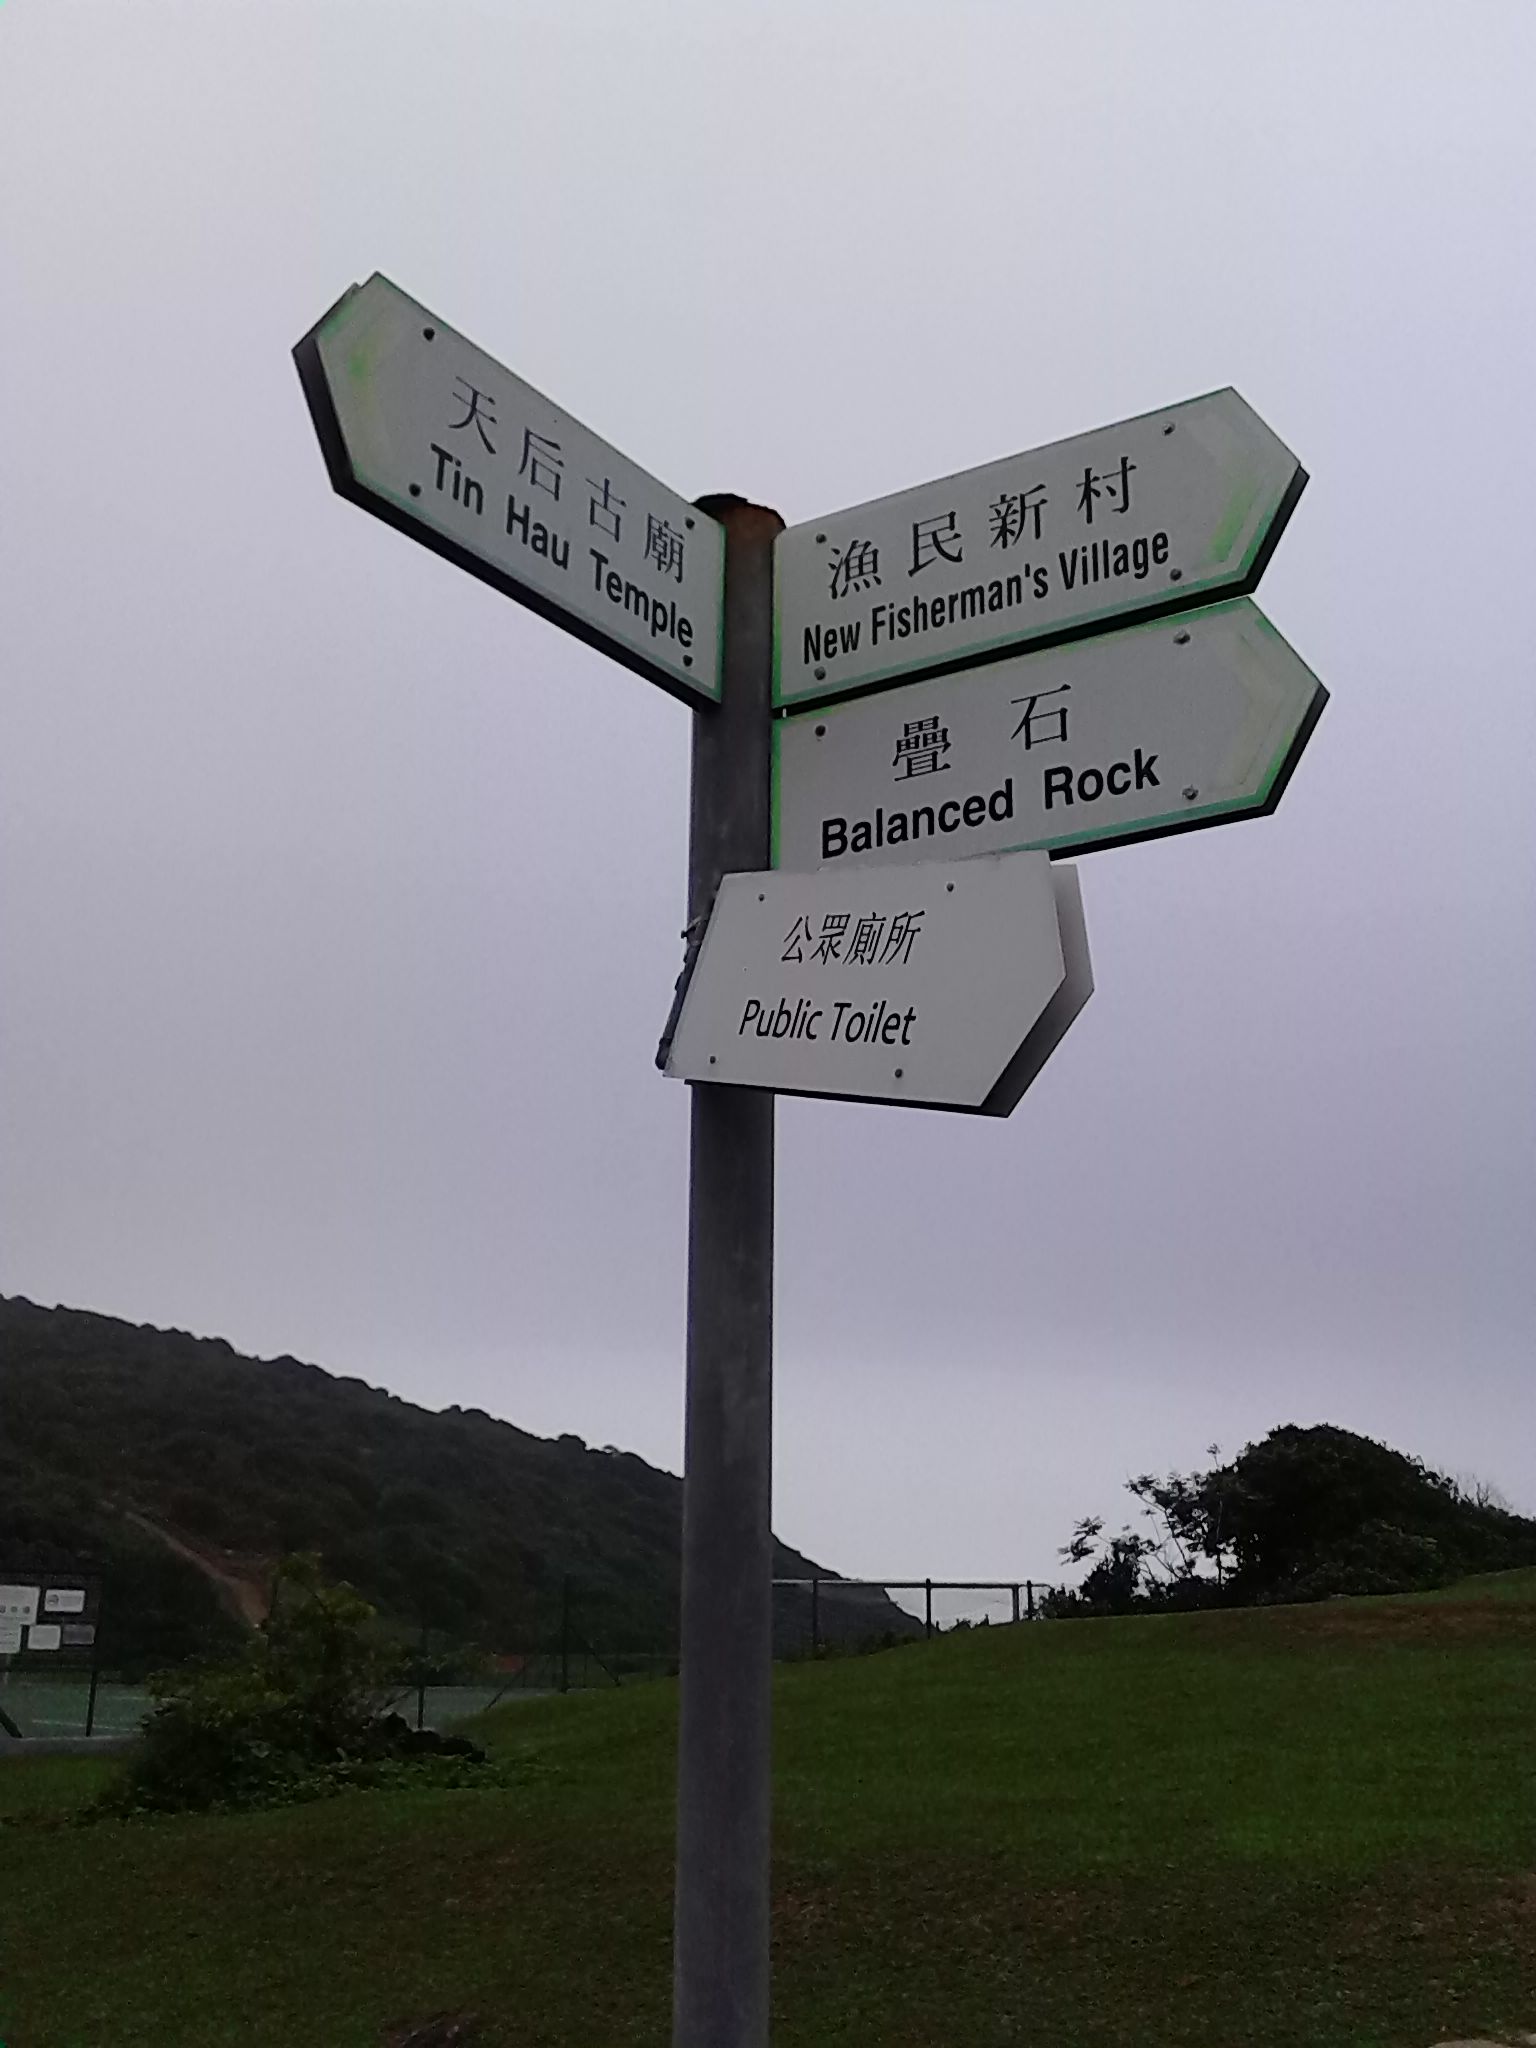 天后古廟
Tin Hau Temple
漁民新村
New Fisherman's Village
疊石
Balanced Rock
公眾廁所
Public Toilet